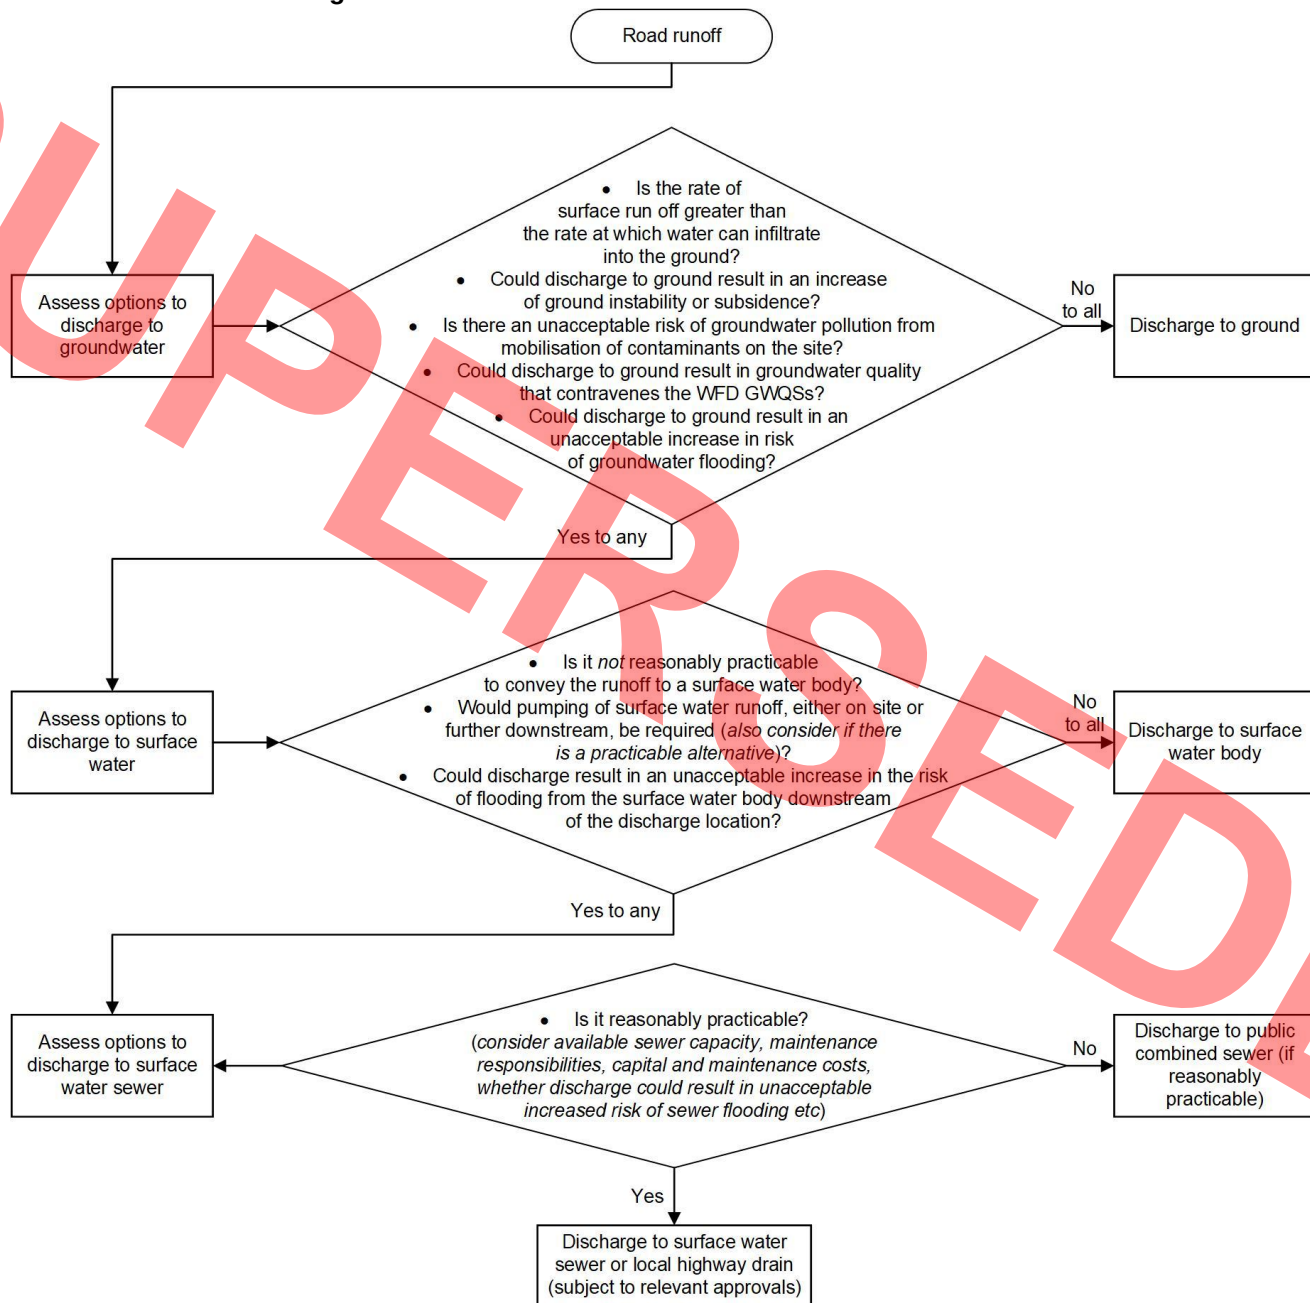 Road runoff
• Is the rate of
surface run off greater than
the rate at which water can infiltrate
into the ground?
• Could discharge to ground result in an increase
of ground instability or subsidence?
• Is there an unacceptable risk of groundwater pollution from
mobilisation of contaminants on the site?
• Could discharge to ground result in groundwater quality
that contravenes the WFD GWQSs?
• Could discharge to ground result in an
unacceptable increase in risk
of groundwater flooding?
Assess options to
discharge to
groundwater
No
to all
Discharge to ground
Yes to any
• Is it not reasonably practicable
to convey the runoff to a surface water body?
• Would pumping of surface water runoff, either on site or
further downstream, be required (also consider if there
is a practicable alternative)?
• Could discharge result in an unacceptable increase in the risk
of flooding from the surface water body downstream
of the discharge location?
Assess options to
discharge to surface
water
No
to all
Discharge to surface
water body
Yes to any
• Is it reasonably practicable?
(consider available sewer capacity, maintenance
responsibilities, capital and maintenance costs,
whether discharge could result in unacceptable
increased risk of sewer flooding etc)
Assess options to
discharge to surface
water sewer
No
Discharge to public
combined sewer (if
reasonably
practicable)
Yes
Discharge to surface water
sewer or local highway drain
(subject to relevant approvals)
UPERSEDE